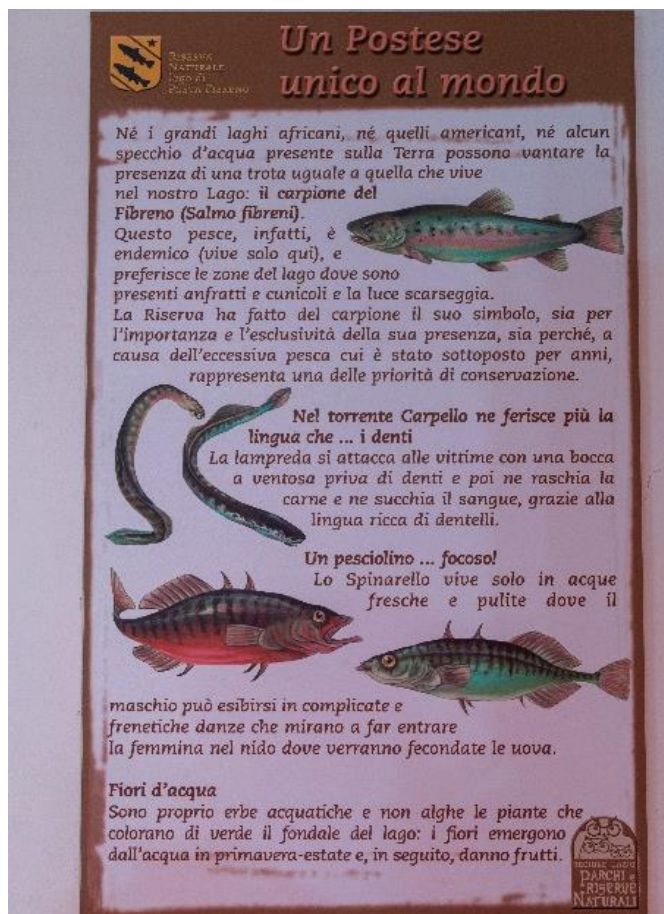 RISERVA
NATURALE
lago di
POSTA FIBRENO
Un Postese
unico al mondo
Né i grandi laghi africani, né quelli americani, né alcun
specchio d'acqua presente sulla Terra possono vantare la
presenza di una trota uguale a quella che vive
nel nostro Lago: il carpione del
Fibreno (Salmo fibreni).
Questo pesce, infatti, è
endemico (vive solo qui), e
preferisce le zone del lago dove sono
presenti anfratti e cunicoli e la luce scarseggia.
La Riserva ha fatto del carpione il suo simbolo, sia per
l'importanza e l'esclusività della sua presenza, sia perché, a
causa dell'eccessiva pesca cui è stato sottoposto per anni,
rappresenta una delle priorità di conservazione.
Nel torrente Carpello ne ferisce più la
lingua che ... i denti
La lampreda si attacca alle vittime con una bocca
a ventosa priva di denti e poi ne raschia la
carne e ne succhia il sangue, grazie alla
lingua ricca di dentelli.
Un pesciolino ... focoso!
Lo Spinarello vive solo in acque
fresche e pulite dove il
maschio può esibirsi in complicate e
frenetiche danze che mirano a far entrare
la femmina nel nido dove verranno fecondate le uova.
Fiori d'acqua
Sono proprio erbe acquatiche e non alghe le piante che
colorano di verde il fondale del lago: i fiori emergono
dall'acqua in primavera-estate e, in seguito, danno frutti.
REGIONE LAZIO
PARCHI e
RISERVE
NATURALI